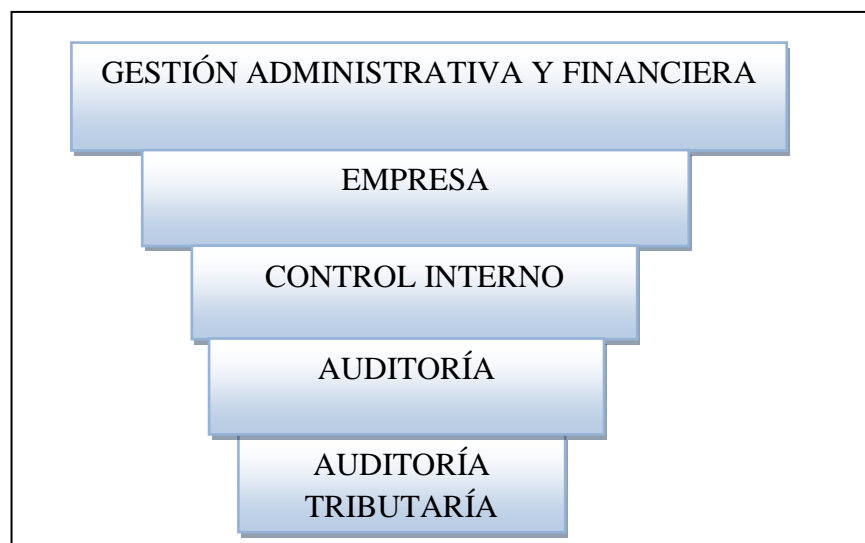 GESTIÓN ADMINISTRATIVA Y FINANCIERA
EMPRESA
CONTROL INTERNO
AUDITORÍA
AUDITORÍA
TRIBUTARÍA